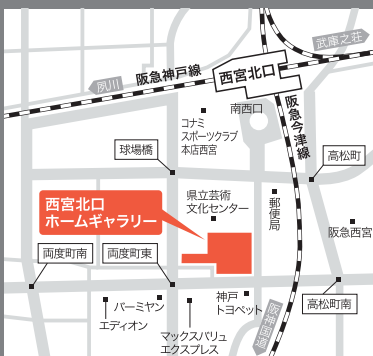 武庫之荘
西宮北口
阪急神戸線
夙川
南西口
阪急今津線
コナミ
スポーツクラブ
本店西宮
球場橋
高松町
西宮北口
ホームギャラリー
県立芸術
文化センター
郵便局
阪急西宮
両度町南
両度町東
神戸
トヨペット
高松町南
阪神国道
パーミヤン
エディオン
マックスバリュ
エクスプレス